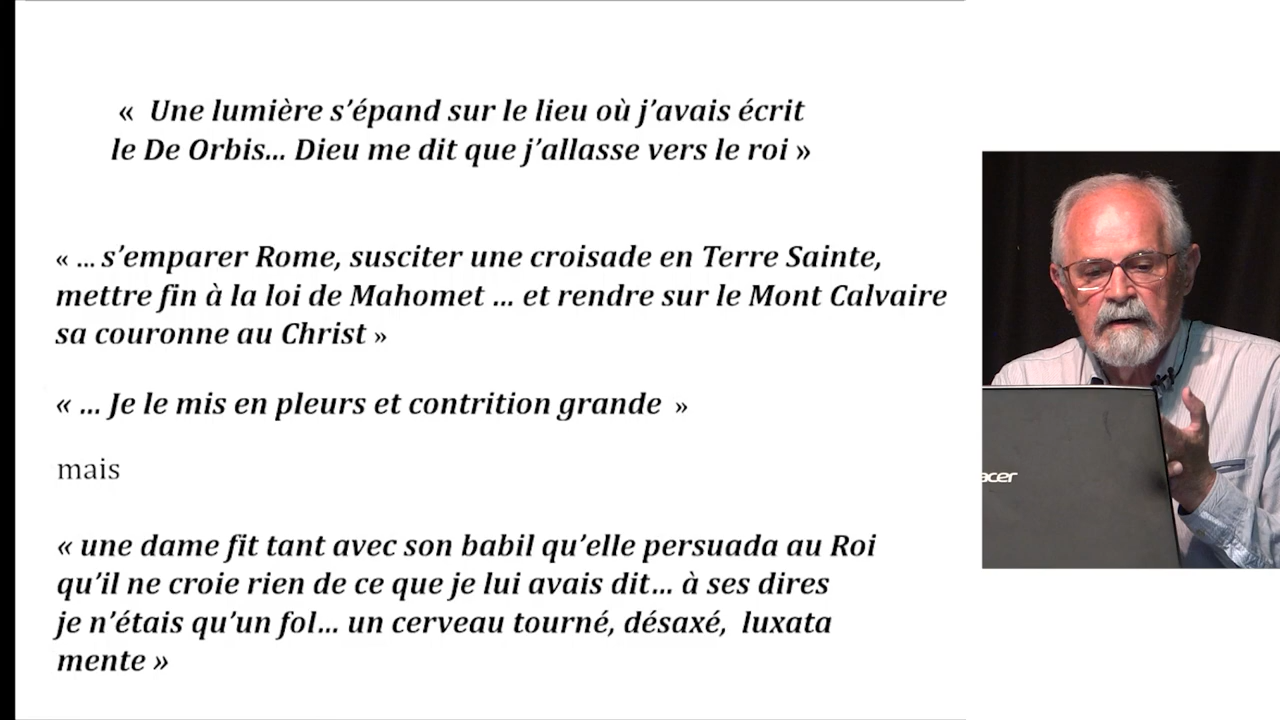 «  Une lumière s’épand sur le lieu où j’avais écrit
le De Orbis... Dieu me dit que j’allasse vers le roi »
« ... s’emparer Rome, susciter une croisade en Terre Sainte,
mettre fin à la loi de Mahomet ... et rendre sur le Mont Calvaire
sa couronne au Christ »
« ... Je le mis en pleurs et contrition grande  »
mais
« une dame fit tant avec son babil qu’elle persuada au Roi
qu’il ne croie rien de ce que je lui avais dit... à ses dires
je n’étais qu’un fol... un cerveau tourné, désaxé,  luxata
mente »
acer